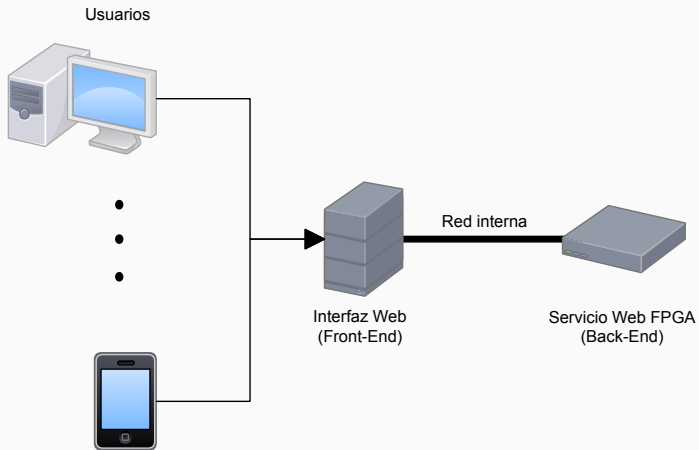 Usuarios
Red interna
Interfaz Web
(Front-End)
Servicio Web FPGA
(Back-End)